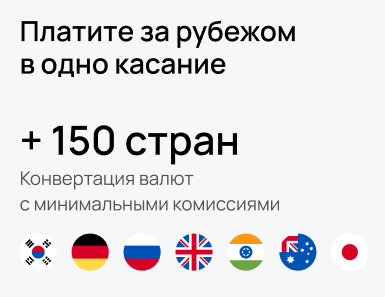 Платите за рубежом
в одно касание
+ 150 стран
Конвертация валют
с минимальными комиссиями